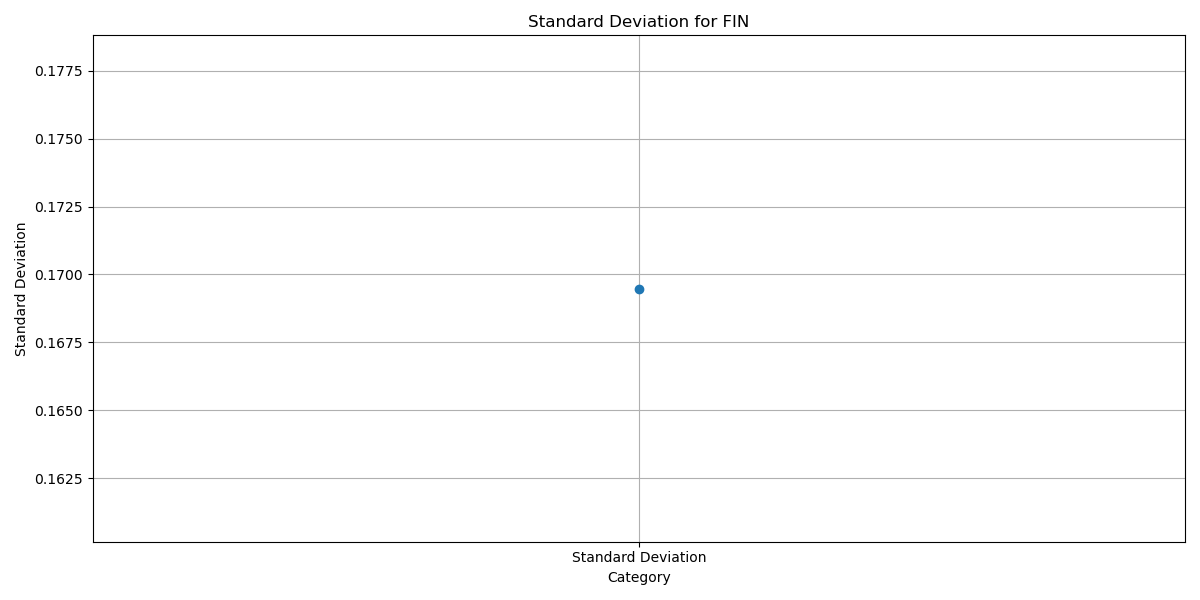 Standard Deviation for FIN
0.1775
0.1750
0.1725
0.1700
0.1675
0.1650
0.1625
Standard Deviation
Standard Deviation
Category